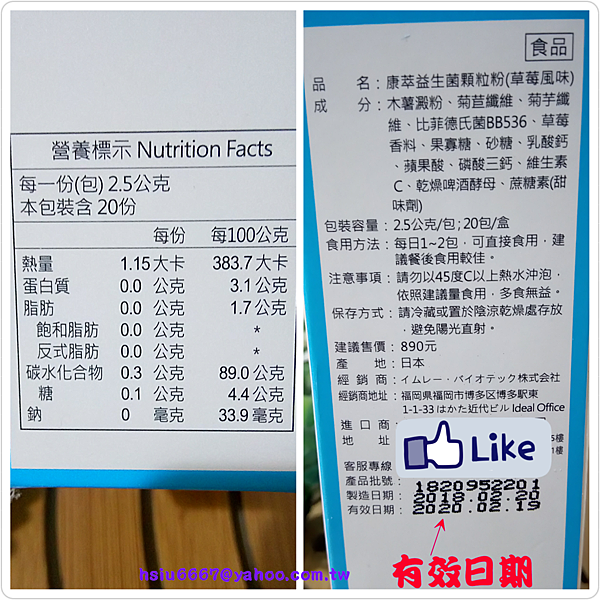 營養標示 Nutrition Facts
每一份(包) 2.5公克
本包裝含 20份
每份 每100公克
熱量 1.15大卡 383.7大卡
蛋白質 0.0 公克 3.1公克
脂肪 0.0 公克 1.7公克
飽和脂肪 0.0 公克 *
反式脂肪 0.0 公克 *
碳水化合物 0.3 公克 89.0公克
糖 0.1 公克 4.4公克
鈉 0 毫克 33.9毫克
食品
品 名：康萃益生菌顆粒粉(草莓風味)
成 分：木薯澱粉、菊苣纖維、菊芋纖
維、比菲德氏菌BB536、草莓
香料、果寡糖、砂糖、乳酸鈣
、蘋果酸、磷酸三鈣、維生素
C、乾燥啤酒酵母、蔗糖素(甜
味劑)
包裝容量：2.5公克/包；20包/盒
食用方法：每日1~2包，可直接食用，建
議餐後食用較佳。
注意事項：請勿以45度C以上熱水沖泡，
依照建議量食用，多食無益。
保存方式：請冷藏或置於陰涼乾燥處存放
，避免陽光直射。
建議售價：890元
產 地：日本
經 銷 商：イムレー・バイオテック株式会社
經銷商地址：福岡県福岡市博多区博多駅東
1-1-33 はかた近代ビル Ideal Office
進 口 商
地 址
樓
樓
客服專線
Like
產品批號：1820952201
製造日期：2018.02.20
有效日期：2020.02.19
有效日期
hsiu6667@yahoo.com.tw